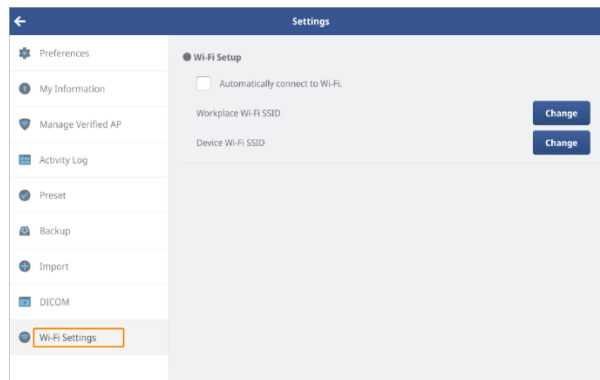 Settings
Preferences
My Information
Manage Verified AP
Activity Log
Preset
Backup
Import
DICOM
Wi-Fi Settings
Wi-Fi Setup
Automatically connect to Wi-Fi.
Workplace Wi-Fi SSID Change
Device Wi-Fi SSID Change